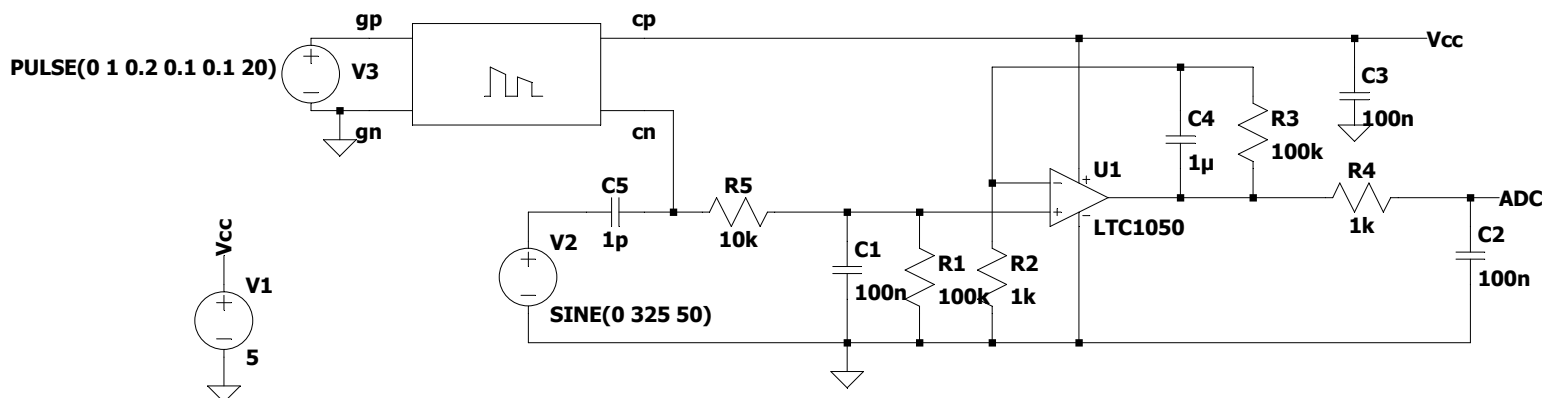 gp
cp
PULSE(0 1 0.2 0.1 0.1 20)
V3
gn
cn
Vcc
C3
100n
C4
1µ
R3
100k
U1
LTC1050
R4
1k
ADC
C5
1p
R5
10k
V2
SINE(0 325 50)
C1
100n
R1
100k
R2
1k
C2
100n
Vcc
V1
5